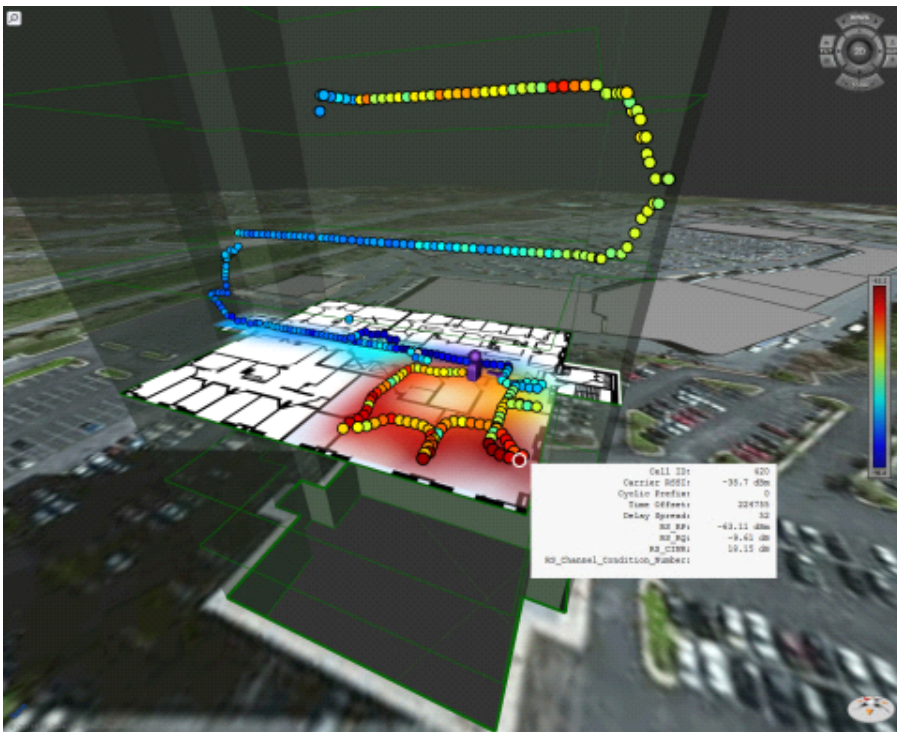 Cell ID: 620
Carrier RSSI: -35.7 dBm
Cyclic Prefix: 0
Time Offset: 224755
Delay Spread: 52
RS_RP: -63.11 dBm
RS_RQ: -9.61 dB
RS_CINR: 19.15 dB
RS_Channel_Condition_Number: